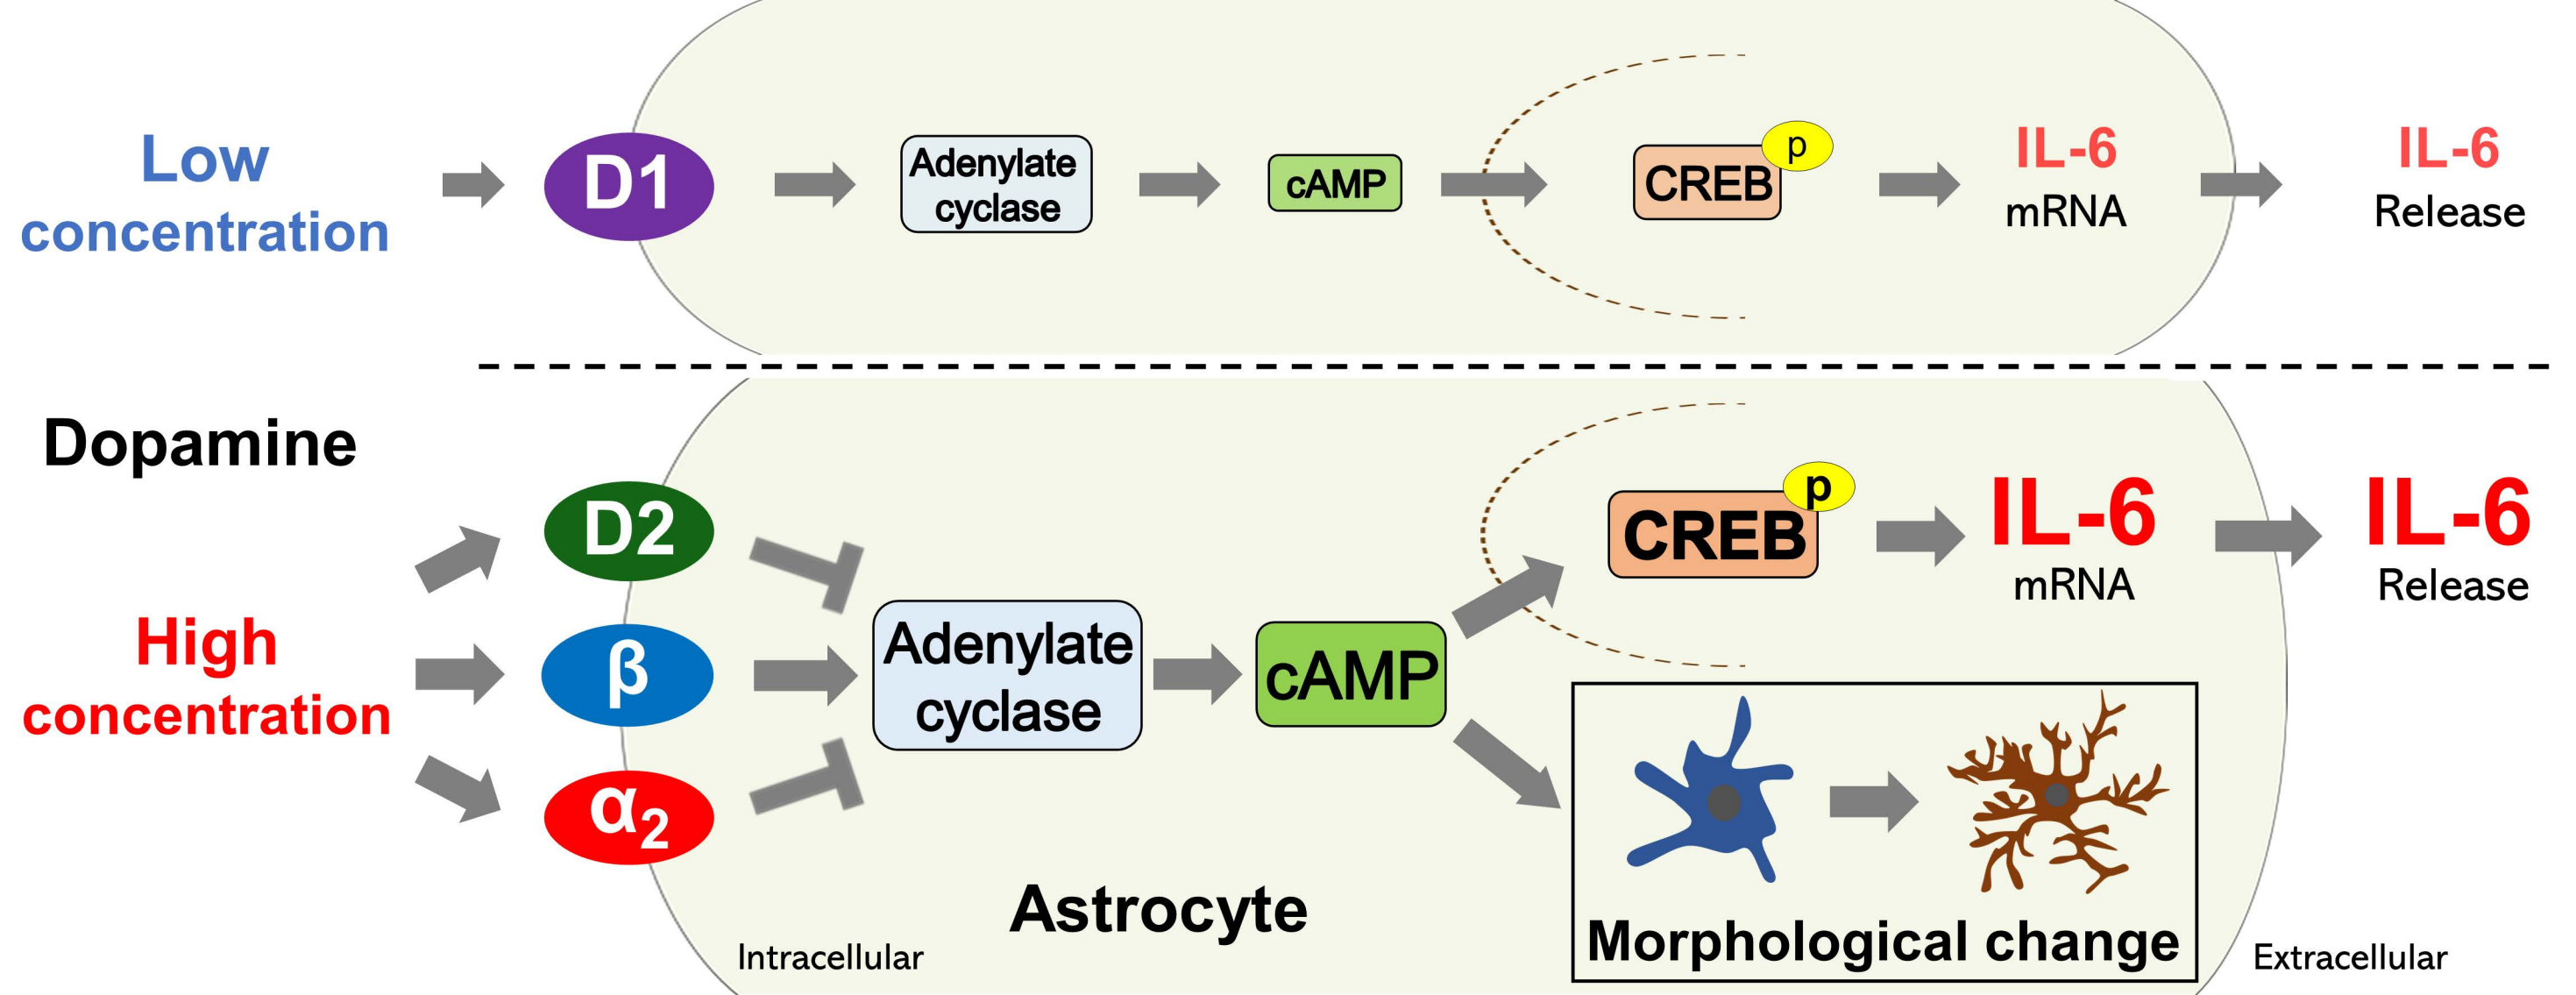 Low
concentration
D1
Adenylate
cyclase
cAMP
CREB
p
IL-6
mRNA
IL-6
Release
Dopamine
High
concentration
D2
β
α2
Adenylate
cyclase
cAMP
CREB
p
IL-6
mRNA
IL-6
Release
Morphological change
Astrocyte
Intracellular
Extracellular